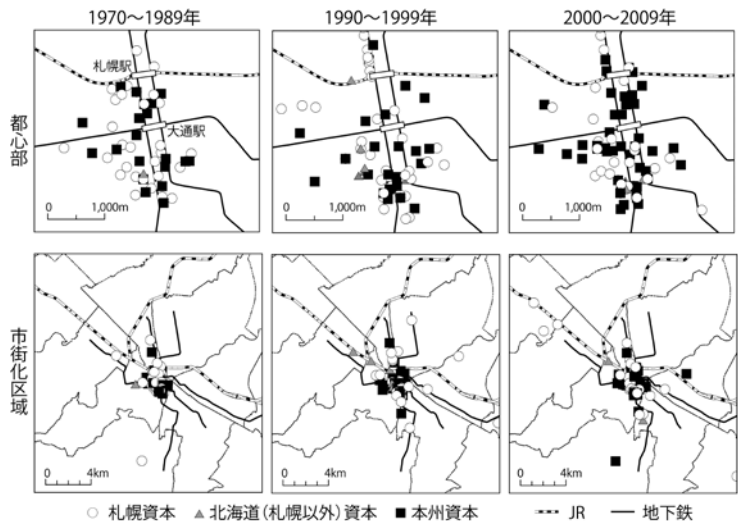 1970～1989年
1990～1999年
2000～2009年
都心部
札幌駅
大通駅
0 1,000m
0 1,000m
0 1,000m
市街化区域
0 4km
0 4km
0 4km
○ 札幌資本 ▲ 北海道（札幌以外）資本 ■ 本州資本 JR 地下鉄